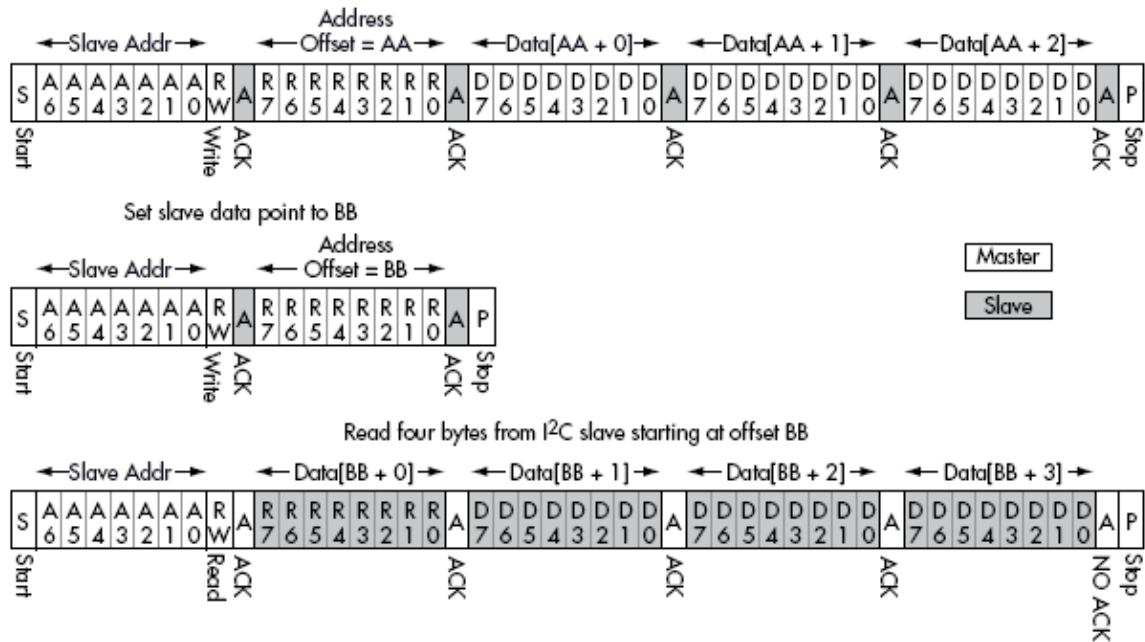 Address
Slave Addr Offset = AA Data[AA + 0] Data[AA + 1] Data[AA + 2]
S A6 A5 A4 A3 A2 A1 A0 RW A R7 R6 R5 R4 R3 R2 R1 R0 A D7 D6 D5 D4 D3 D2 D1 D0 A D7 D6 D5 D4 D3 D2 D1 D0 A D7 D6 D5 D4 D3 D2 D1 D0 A P
Start Write ACK ACK ACK ACK ACK Stop
Set slave data point to BB
Address
Slave Addr Offset = BB
S A6 A5 A4 A3 A2 A1 A0 RW A R7 R6 R5 R4 R3 R2 R1 R0 A P
Start Write ACK ACK Stop
Master
Slave
Read four bytes from I²C slave starting at offset BB
Slave Addr Data[BB + 0] Data[BB + 1] Data[BB + 2] Data[BB + 3]
S A6 A5 A4 A3 A2 A1 A0 RW A R7 R6 R5 R4 R3 R2 R1 R0 A D7 D6 D5 D4 D3 D2 D1 D0 A D7 D6 D5 D4 D3 D2 D1 D0 A D7 D6 D5 D4 D3 D2 D1 D0 A P
Start Read ACK ACK ACK ACK NO ACK Stop